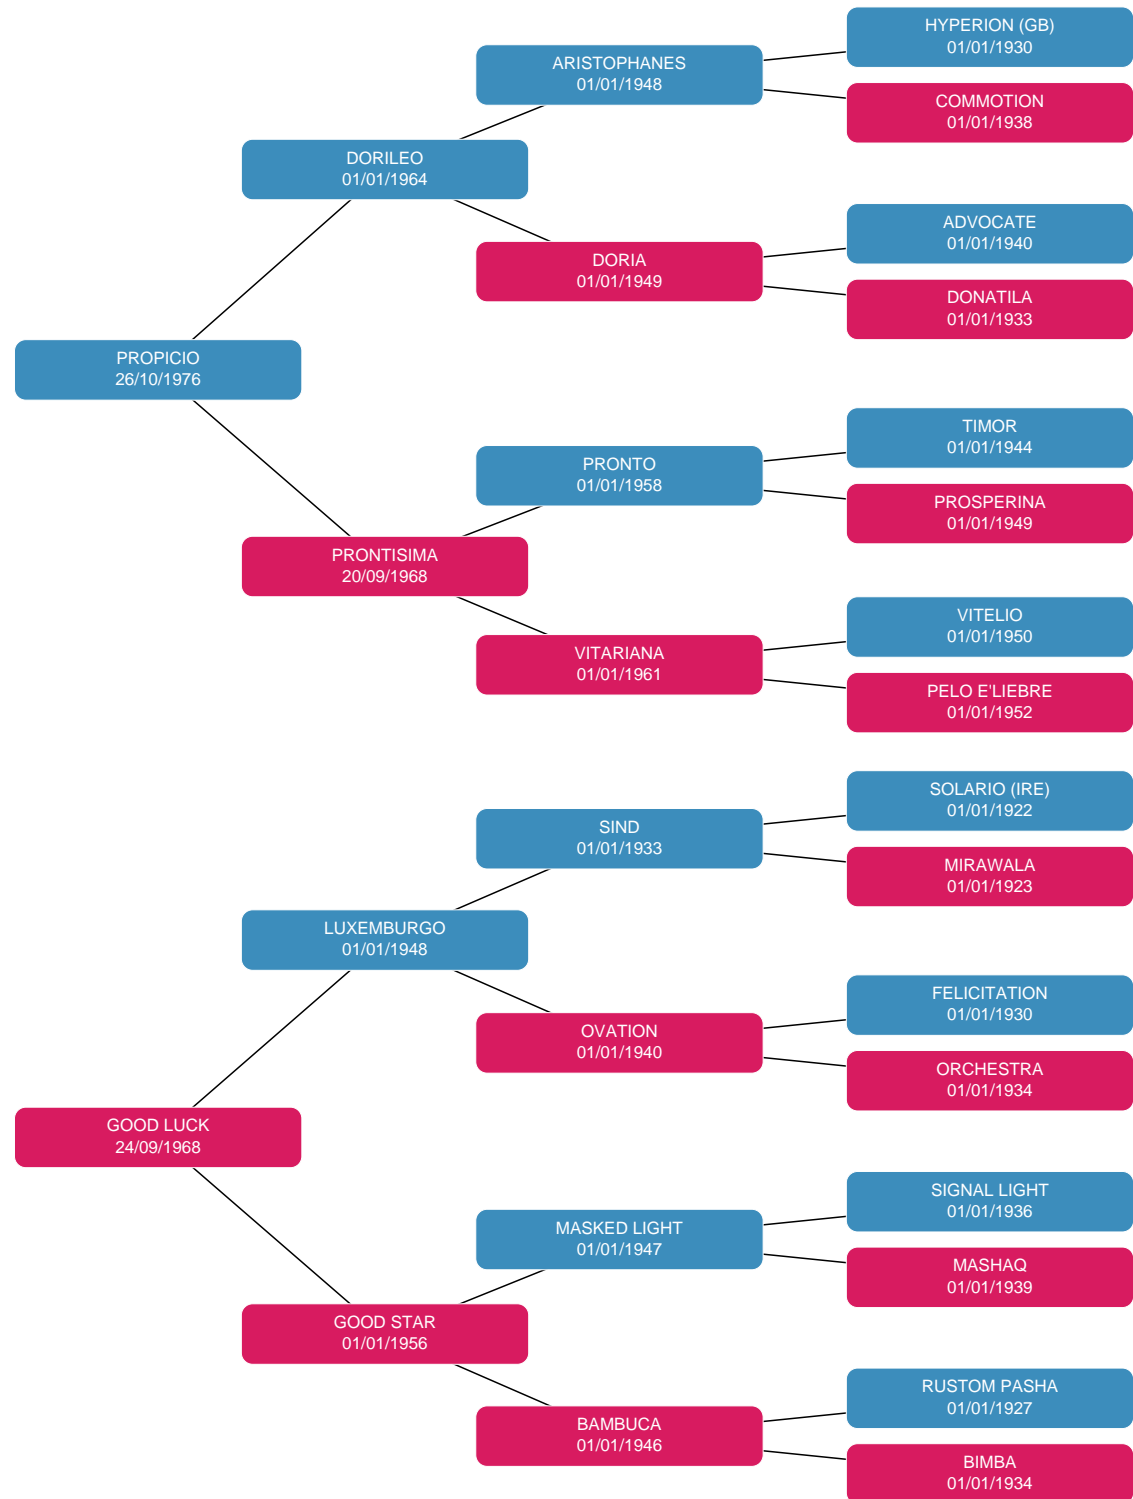 HYPERION (GB)
01/01/1930
ARISTOPHANES
01/01/1948
COMMOTION
01/01/1938
DORILEO
01/01/1964
ADVOCATE
01/01/1940
DORIA
01/01/1949
DONATILA
01/01/1933
PROPICIO
26/10/1976
TIMOR
01/01/1944
PRONTO
01/01/1958
PROSPERINA
01/01/1949
PRONTISIMA
20/09/1968
VITELIO
01/01/1950
VITARIANA
01/01/1961
PELO E'LIEBRE
01/01/1952
SOLARIO (IRE)
01/01/1922
SIND
01/01/1933
MIRAWALA
01/01/1923
LUXEMBURGO
01/01/1948
FELICITATION
01/01/1930
OVATION
01/01/1940
ORCHESTRA
01/01/1934
GOOD LUCK
24/09/1968
SIGNAL LIGHT
01/01/1936
MASKED LIGHT
01/01/1947
MASHAQ
01/01/1939
GOOD STAR
01/01/1956
RUSTOM PASHA
01/01/1927
BAMBUCA
01/01/1946
BIMBA
01/01/1934